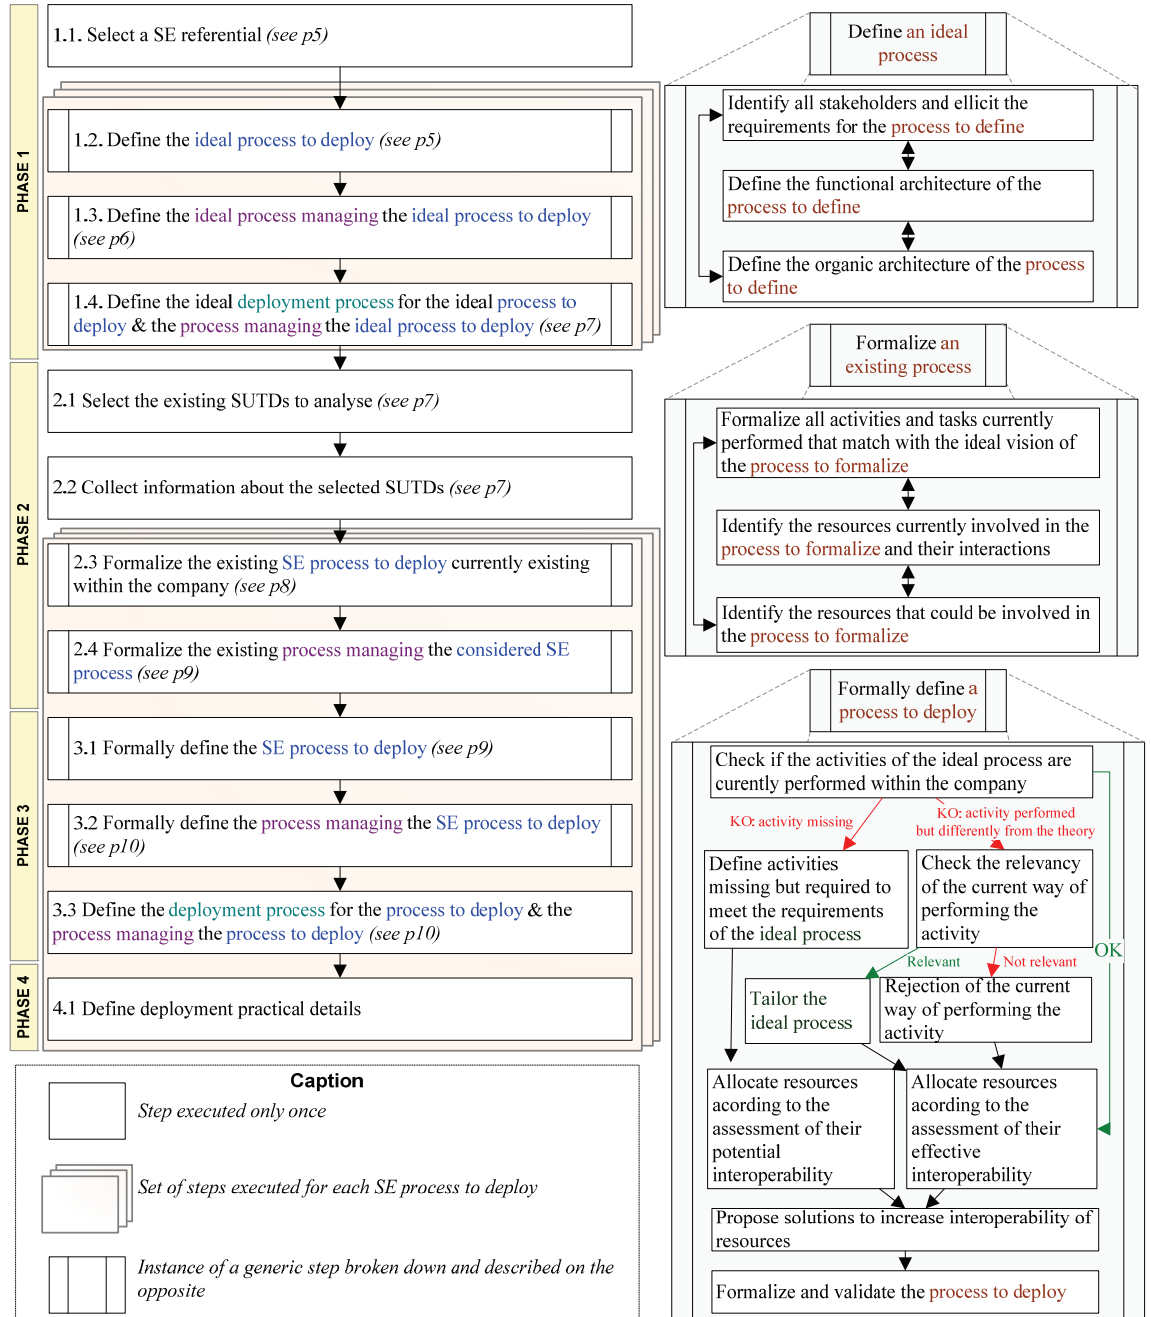 PHASE 1
1.1. Select a SE referential (see p5)
1.2. Define the ideal process to deploy (see p5)
1.3. Define the ideal process managing the ideal process to deploy
(see p6)
1.4. Define the ideal deployment process for the ideal process to
deploy & the process managing the ideal process to deploy (see p7)
PHASE 2
2.1 Select the existing SUTDs to analyse (see p7)
2.2 Collect information about the selected SUTDs (see p7)
2.3 Formalize the existing SE process to deploy currently existing
within the company (see p8)
2.4 Formalize the existing process managing the considered SE
process (see p9)
PHASE 3
3.1 Formally define the SE process to deploy (see p9)
3.2 Formally define the process managing the SE process to deploy
(see p10)
3.3 Define the deployment process for the process to deploy & the
process managing the process to deploy (see p10)
PHASE 4
4.1 Define deployment practical details
Caption
Step executed only once
Set of steps executed for each SE process to deploy
Instance of a generic step broken down and described on the
opposite
Define an ideal
process
Identify all stakeholders and ellicit the
requirements for the process to define
Define the functional architecture of the
process to define
Define the organic architecture of the process
to define
Formalize an
existing process
Formalize all activities and tasks currently
performed that match with the ideal vision of
the process to formalize
Identify the resources currently involved in the
process to formalize and their interactions
Identify the resources that could be involved in
the process to formalize
Formally define a
process to deploy
Check if the activities of the ideal process are
curently performed within the company
KO: activity missing
KO: activity performed
but differently from the theory
Define activities
missing but required to
meet the requirements
of the ideal process
Check the relevancy
of the current way of
performing the
activity
OK
Relevant
Not relevant
Tailor the
ideal process
Rejection of the current
way of performing the
activity
Allocate resources
acording to the
assessment of their
potential
interoperability
Allocate resources
acording to the
assessment of their
effective
interoperability
Propose solutions to increase interoperability of
resources
Formalize and validate the process to deploy